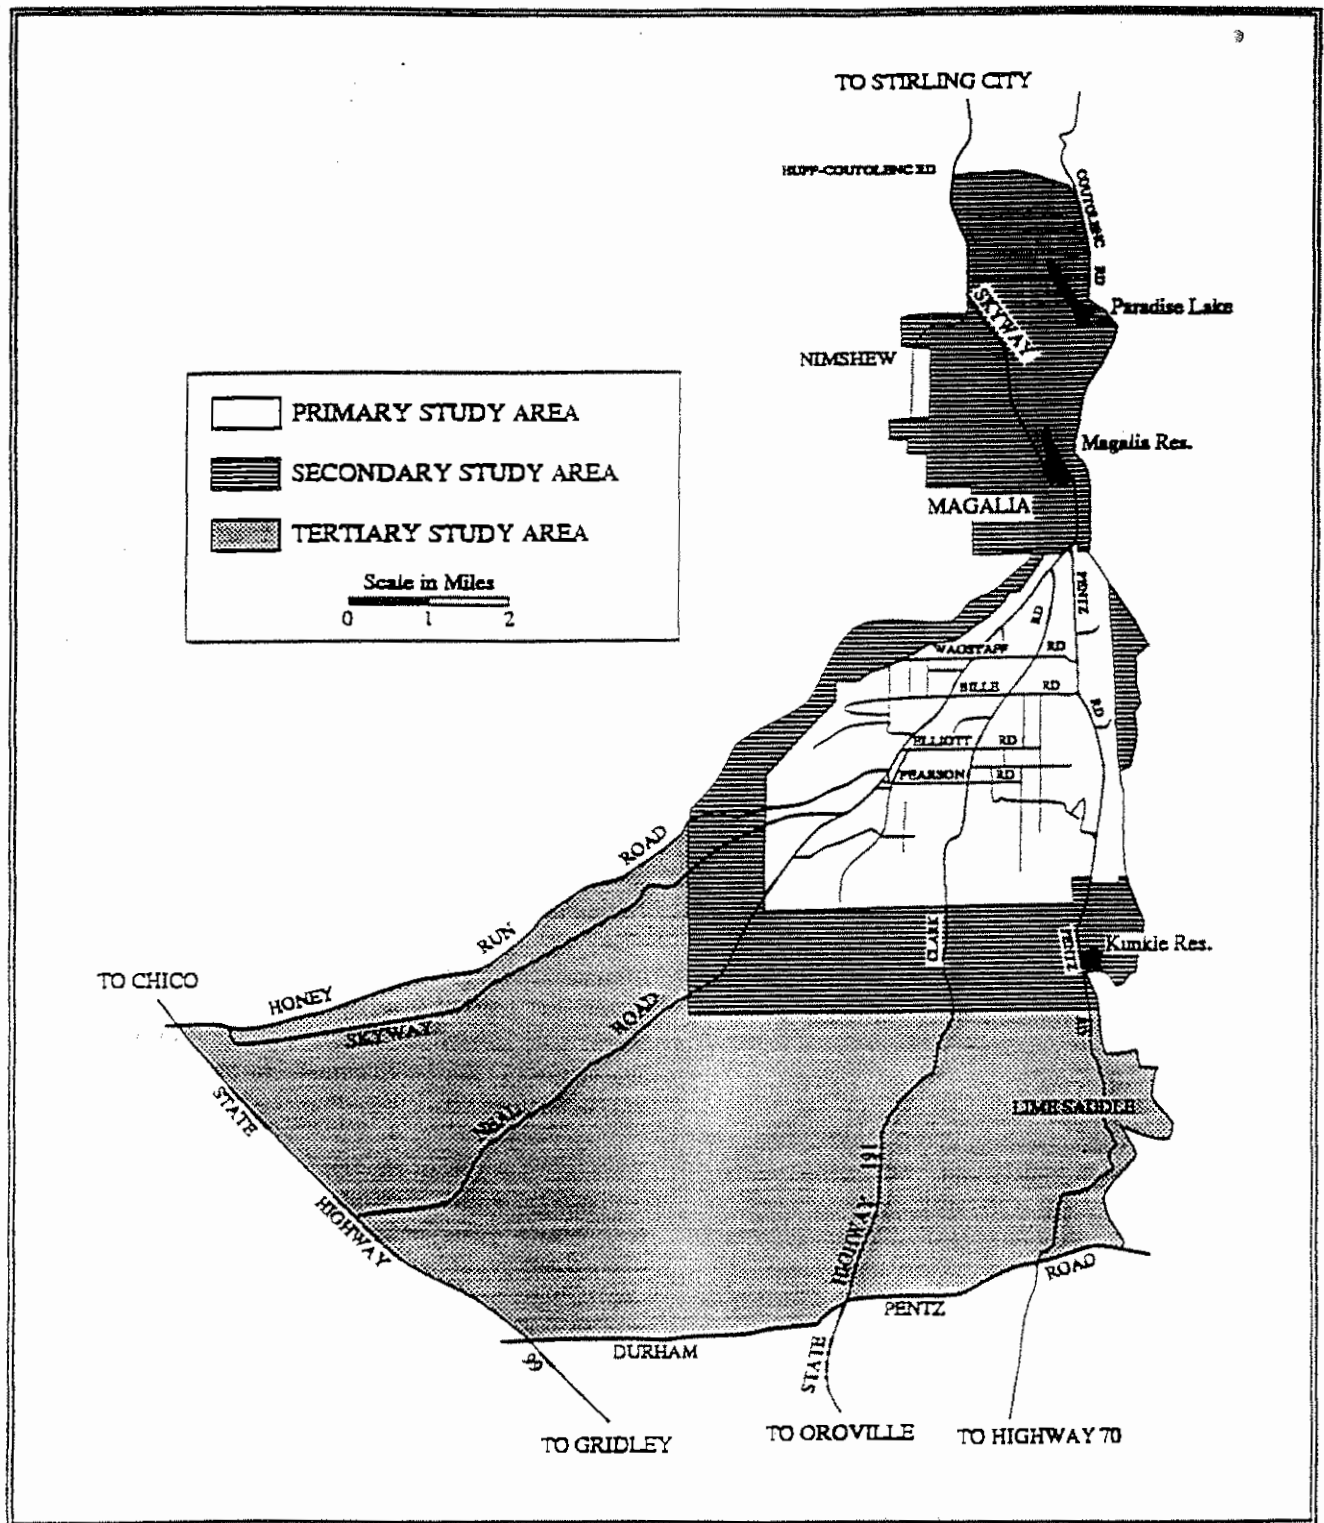 TO STIRLING CITY
HUPP-COUTOLENC RD
COUTOLENC RD
SKYWAY
Paradise Lake
NIMSHEW
Magalia Res.
MAGALIA
PRIMARY STUDY AREA
SECONDARY STUDY AREA
TERTIARY STUDY AREA
Scale in Miles
0 1 2
PENTZ
RD
WAGSTAFF RD
BILLE RD
RD
ELLIOTT RD
PEARSON RD
ROAD
RUN
HONEY
CLARK
PENTZ
Kunkle Res.
TO CHICO
SKYWAY
ROAD
NEAL
RD
STATE
LIME SADDLE
HIGHWAY
HIGHWAY 191
ROAD
PENTZ
DURHAM
99
STATE
TO GRIDLEY
TO OROVILLE
TO HIGHWAY 70